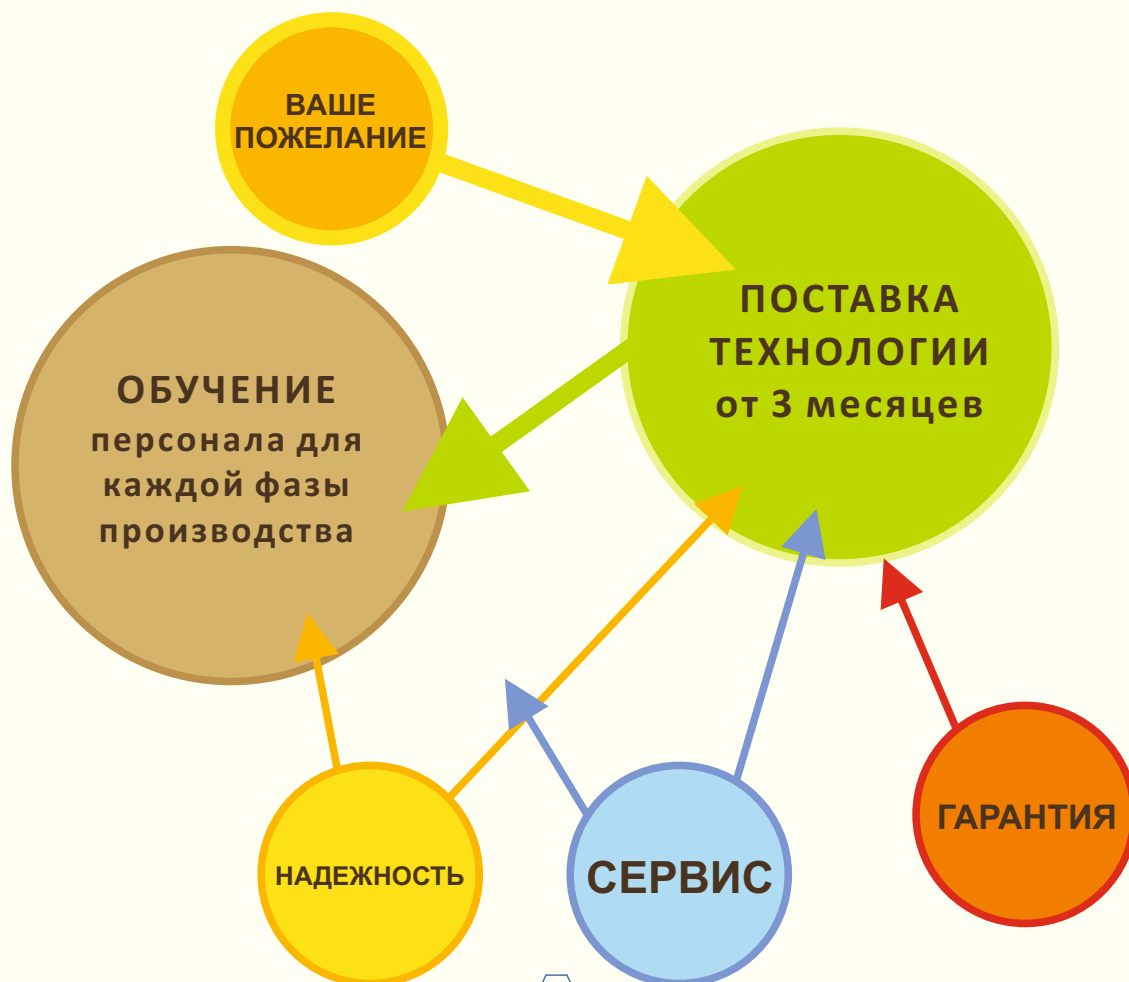 ВАШЕ
ПОЖЕЛАНИЕ
ПОСТАВКА
ТЕХНОЛОГИИ
от 3 месяцев
ОБУЧЕНИЕ
персонала для
каждой фазы
производства
НАДЕЖНОСТЬ
СЕРВИС
ГАРАНТИЯ